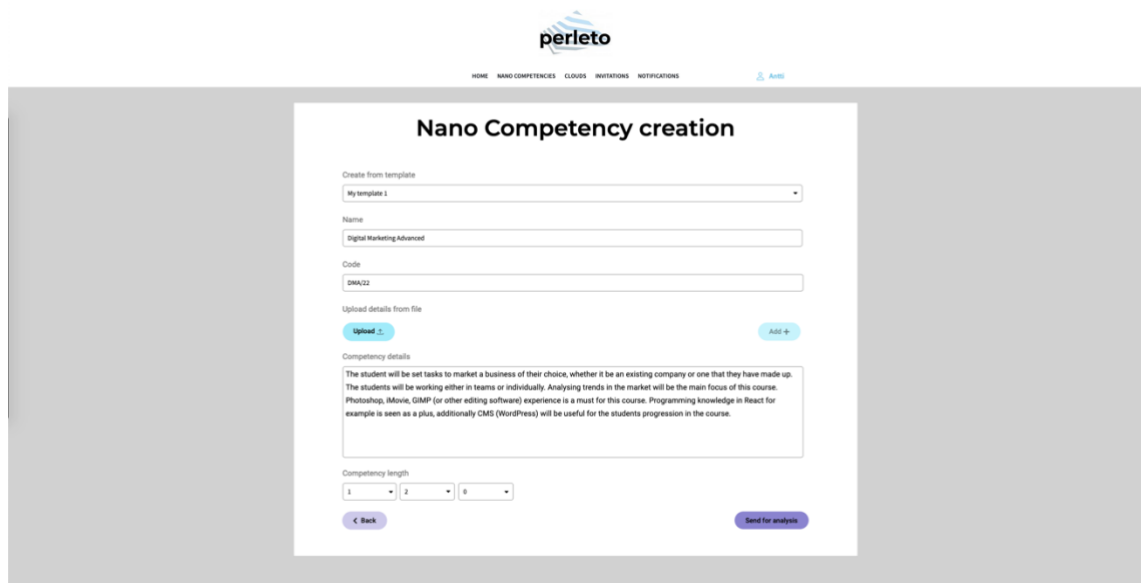 perleto
HOME NANO COMPETENCIES CLOUDS INVITATIONS NOTIFICATIONS Antti
Nano Competency creation
Create from template
My template 1
Name
Digital Marketing Advanced
Code
DMA/22
Upload details from file
Upload Add +
Competency details
The student will be set tasks to market a business of their choice, whether it be an existing company or one that they have made up.
The students will be working either in teams or individually. Analysing trends in the market will be the main focus of this course.
Photoshop, iMovie, GIMP (or other editing software) experience is a must for this course. Programming knowledge in React for
example is seen as a plus, additionally CMS (WordPress) will be useful for the students progression in the course.
Competency length
1 2 0
< Back Send for analysis